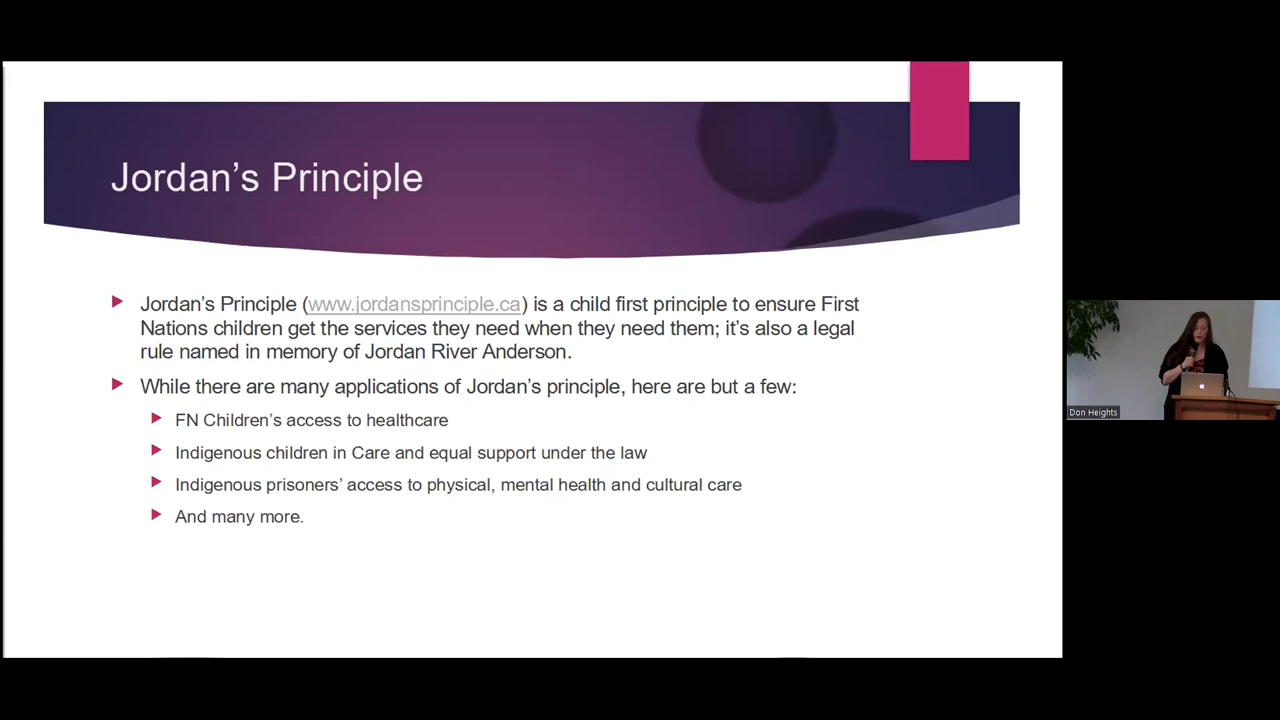 Jordan’s Principle
Jordan’s Principle (www.jordansprinciple.ca) is a child first principle to ensure First
Nations children get the services they need when they need them; it’s also a legal
rule named in memory of Jordan River Anderson.
While there are many applications of Jordan’s principle, here are but a few:
FN Children’s access to healthcare
Indigenous children in Care and equal support under the law
Indigenous prisoners’ access to physical, mental health and cultural care
And many more.
Don Heights